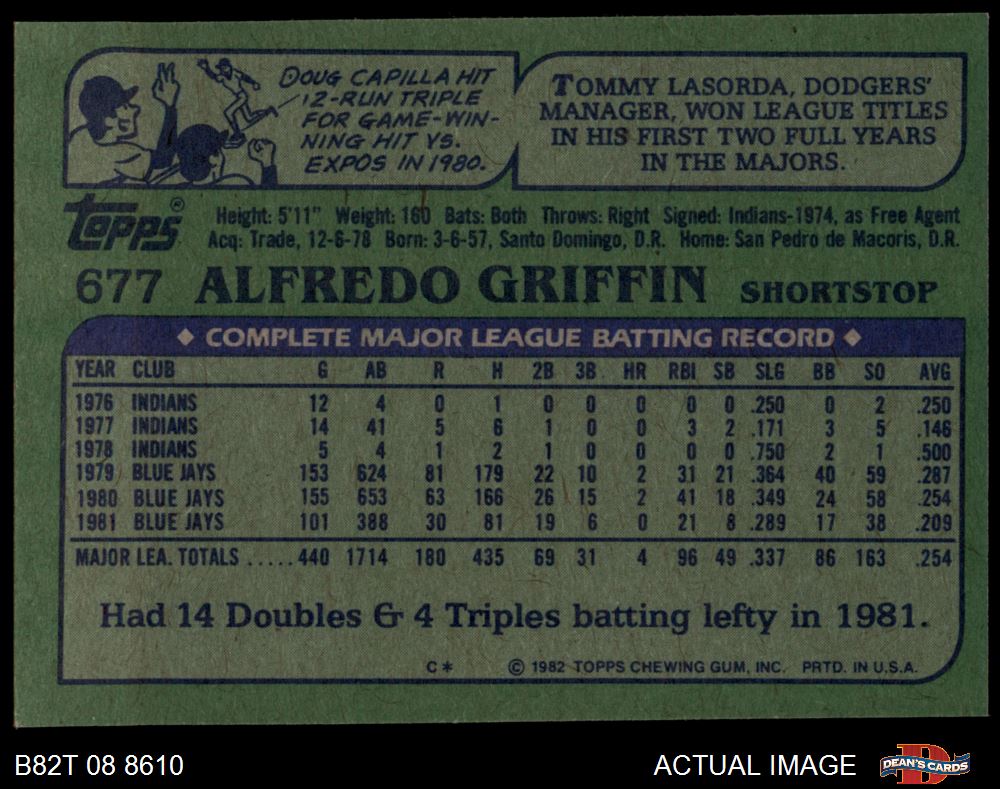 DOUG CAPILLA HIT
2-RUN TRIPLE
FOR GAME-WIN-
NING HIT VS.
EXPOS IN 1980.
TOMMY LASORDA, DODGERS'
MANAGER, WON LEAGUE TITLES
IN HIS FIRST TWO FULL YEARS
IN THE MAJORS.
Topps®
Height: 5'11" Weight: 160 Bats: Both Throws: Right Signed: Indians-1974, as Free Agent
Acq: Trade, 12-6-78 Born: 3-6-57, Santo Domingo, D.R. Home: San Pedro de Macoris, D.R.
677 ALFREDO GRIFFIN SHORTSTOP
◆ COMPLETE MAJOR LEAGUE BATTING RECORD ◆
YEAR CLUB G AB R H 2B 3B HR RBI SB SLG BB SO AVG
1976 INDIANS 12 4 0 1 0 0 0 0 0 .250 0 2 .250
1977 INDIANS 14 41 5 6 1 0 0 3 2 .171 3 5 .146
1978 INDIANS 5 4 1 2 1 0 0 0 0 .750 2 1 .500
1979 BLUE JAYS 153 624 81 179 22 10 2 31 21 .364 40 59 .287
1980 BLUE JAYS 155 653 63 166 26 15 2 41 18 .349 24 58 .254
1981 BLUE JAYS 101 388 30 81 19 6 0 21 8 .289 17 38 .209
MAJOR LEA. TOTALS .....440 1714 180 435 69 31 4 96 49 .337 86 163 .254
Had 14 Doubles & 4 Triples batting lefty in 1981.
C* © 1982 TOPPS CHEWING GUM, INC. PRTD. IN U.S.A.
B82T 08 8610
ACTUAL IMAGE
D
DEAN'S CARDS